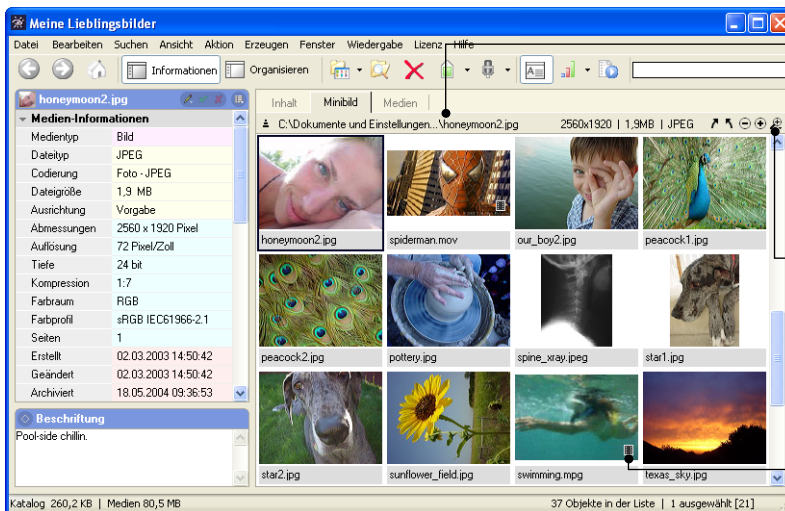 Meine Lieblingsbilder
Datei Bearbeiten Suchen Ansicht Aktion Erzeugen Fenster Wiedergabe Lizenz Hilfe
Informationen Organisieren
honeymoon2.jpg
Medien-Informationen
Medientyp Bild
Dateityp JPEG
Codierung Foto - JPEG
Dateigröße 1,9 MB
Ausrichtung Vorgabe
Abmessungen 2560 x 1920 Pixel
Auflösung 72 Pixel/Zoll
Tiefe 24 bit
Kompression 1:7
Farbraum RGB
Farbprofil sRGB IEC61966-2.1
Seiten 1
Erstellt 02.03.2003 14:50:42
Geändert 02.03.2003 14:50:42
Archiviert 18.05.2004 09:36:53
Beschriftung
Pool-side chillin.
Inhalt Minibild Medien
C:\Dokumente und Einstellungen...\honeymoon2.jpg 2560x1920 | 1,9MB | JPEG
honeymoon2.jpg spiderman.mov our_boy2.jpg peacock1.jpg
peacock2.jpg pottery.jpg spine_xray.jpeg star1.jpg
star2.jpg sunflower_field.jpg swimming.mpg texas_sky.jpg
Katalog 260,2 KB | Medien 80,5 MB 37 Objekte in der Liste | 1 ausgewählt [21]